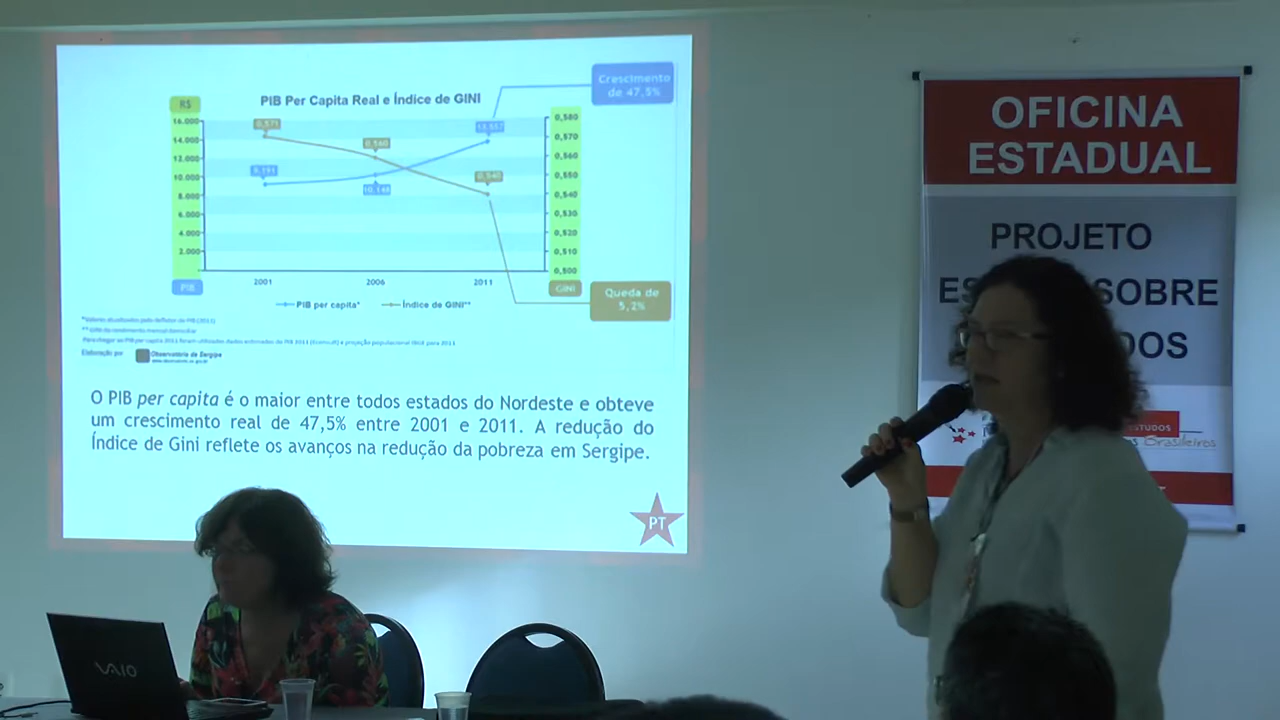 PIB Per Capita Real e Índice de GINI
Crescimento
de 47,5%
R$
16.000
14.000
12.000
10.000
8.000
6.000
4.000
2.000
0,580
0,570
0,560
0,550
0,540
0,530
0,520
0,510
0,500
0,571
0,560
0,540
10.148
2001
2006
2011
PIB
GINI
PIB per capita*
Índice de GINI**
Queda de
5,2%
Elaboração por
Observatório de Sergipe
O PIB per capita é o maior entre todos estados do Nordeste e obteve
um crescimento real de 47,5% entre 2001 e 2011. A redução do
Índice de Gini reflete os avanços na redução da pobreza em Sergipe.
PT
VAIO
OFICINA
ESTADUAL
PROJETO
SOBRE
Brasileiros